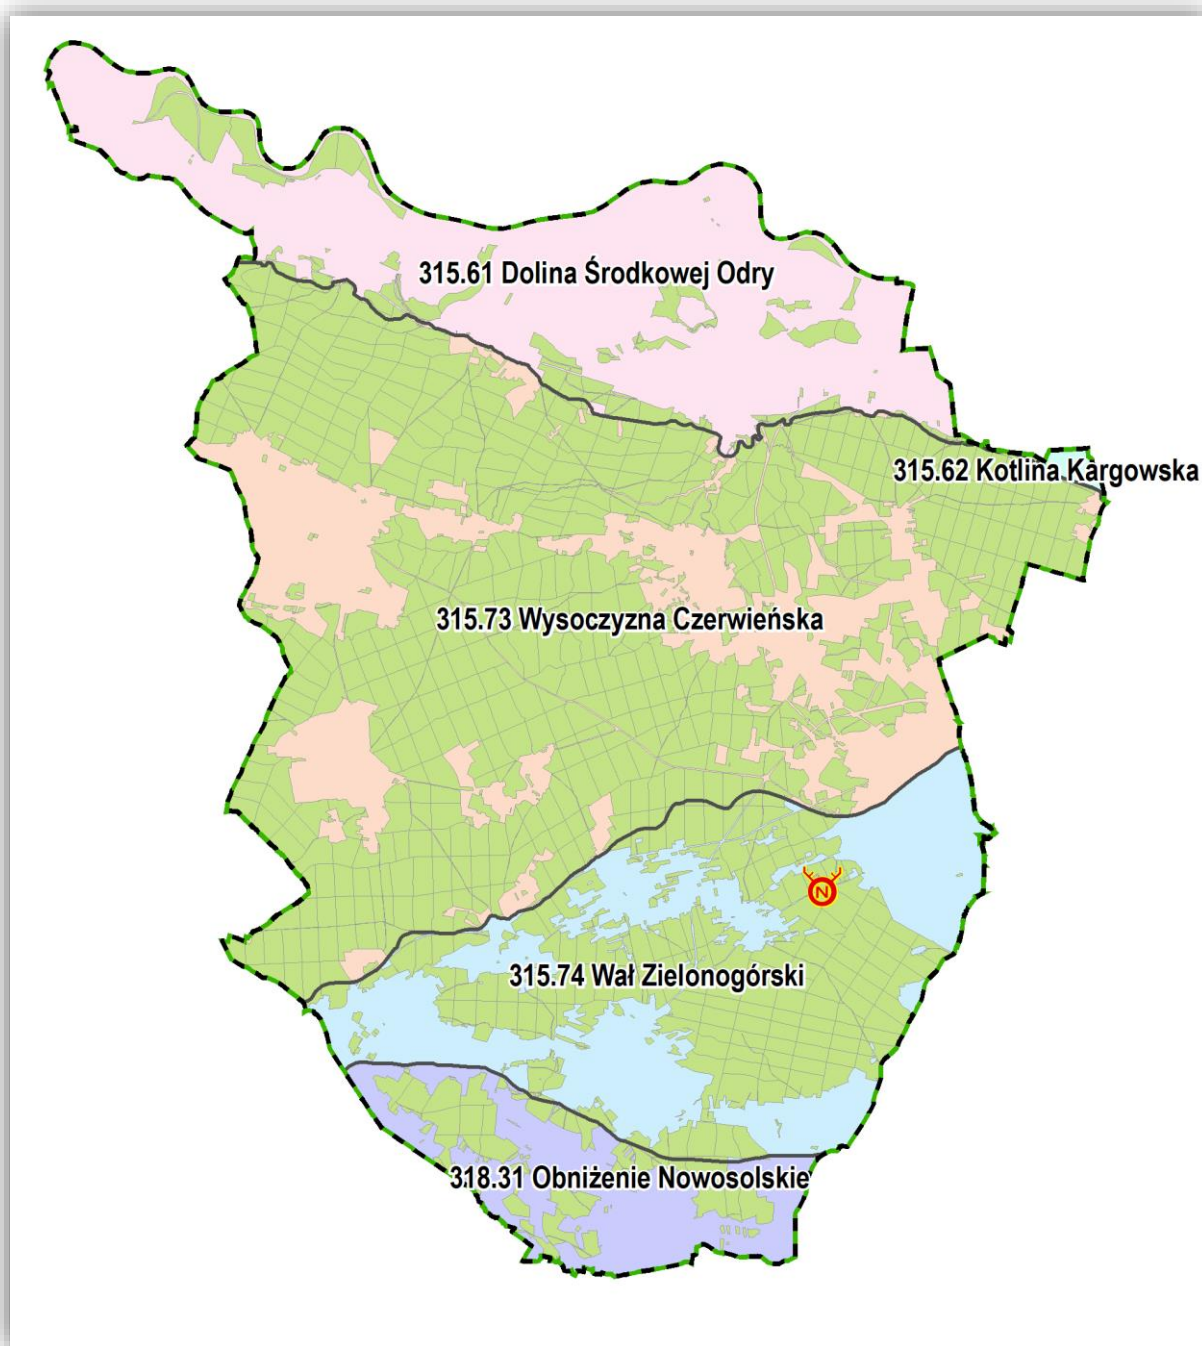 315.61 Dolina Środkowej Odry
315.62 Kotlina Kargowska
315.73 Wysoczyzna Czerwieńska
N
315.74 Wał Zielonogórski
318.31 Obniżenie Nowosolskie